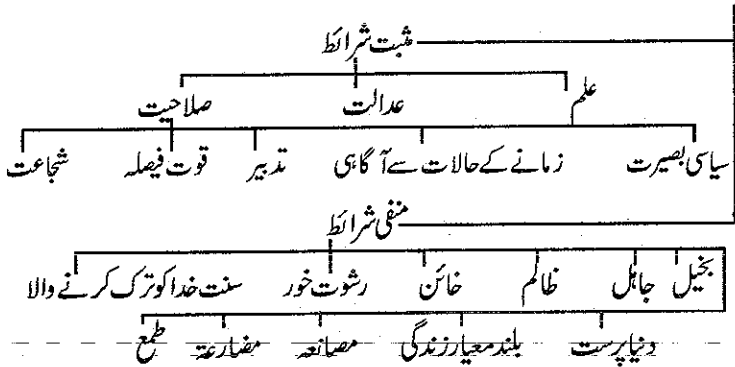 مثبت شرائط
علم عدالت صلاحیت
سیاسی بصیرت زمانے کے حالات سے آگاہی تدبیر قوت فیصلہ شجاعت
منفی شرائط
بخیل جاہل ظالم خائن رشوت خور سنت خدا کو ترک کرنے والا
دنیا پرست بلند معیار زندگی مصانعہ مضارعۃ طمع